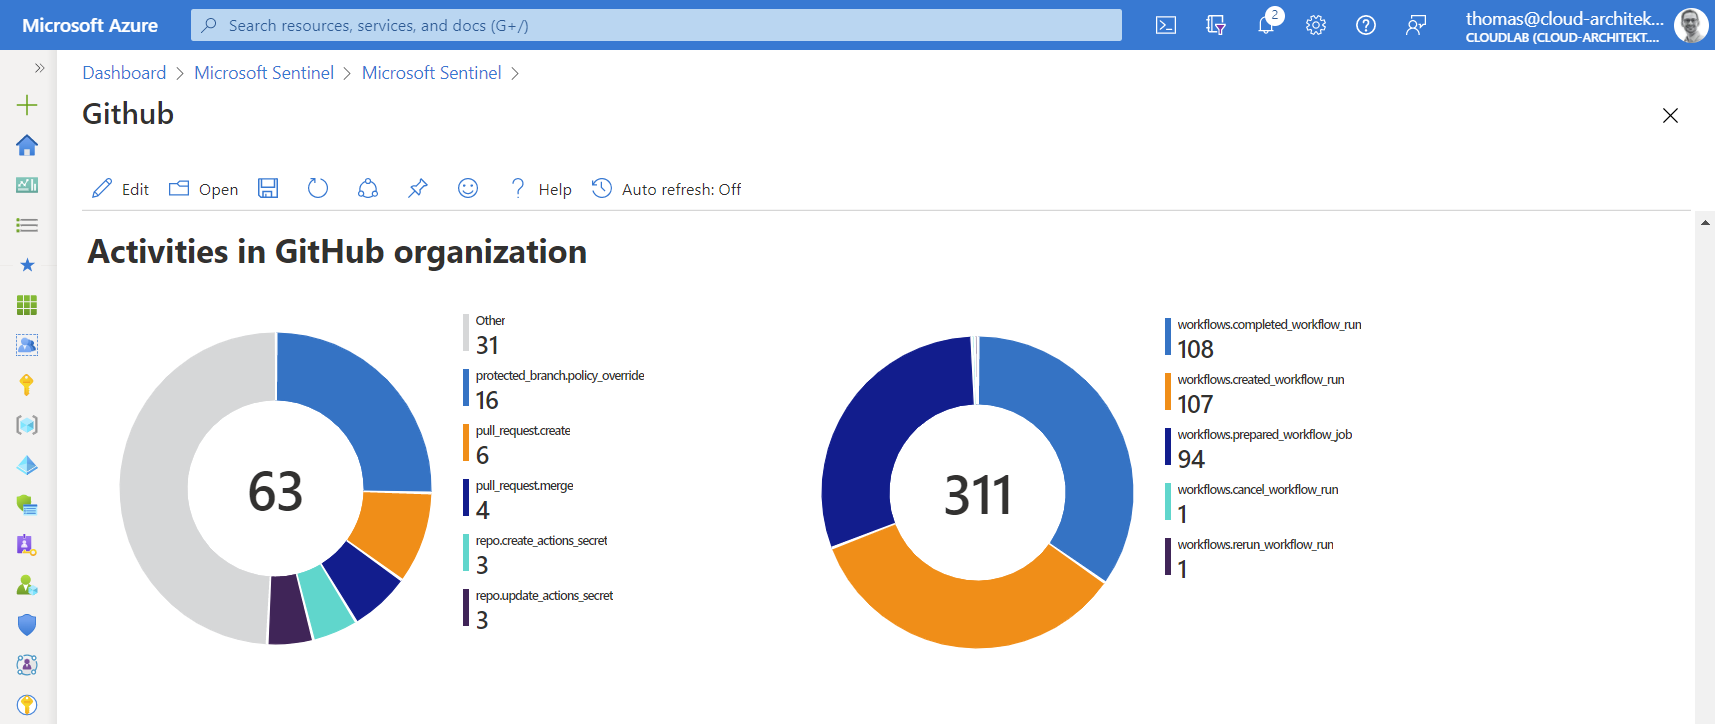 Microsoft Azure
Search resources, services, and docs (G+/)
2
thomas@cloud-architek...
CLOUDLAB (CLOUD-ARCHITEKT....
Dashboard > Microsoft Sentinel > Microsoft Sentinel >
Github
Edit
Open
Help
Auto refresh: Off
Activities in GitHub organization
63
Other
31
protected_branch.policy_override
16
pull_request.create
6
pull_request.merge
4
repo.create_actions_secret
3
repo.update_actions_secret
3
311
workflows.completed_workflow_run
108
workflows.created_workflow_run
107
workflows.prepared_workflow_job
94
workflows.cancel_workflow_run
1
workflows.rerun_workflow_run
1